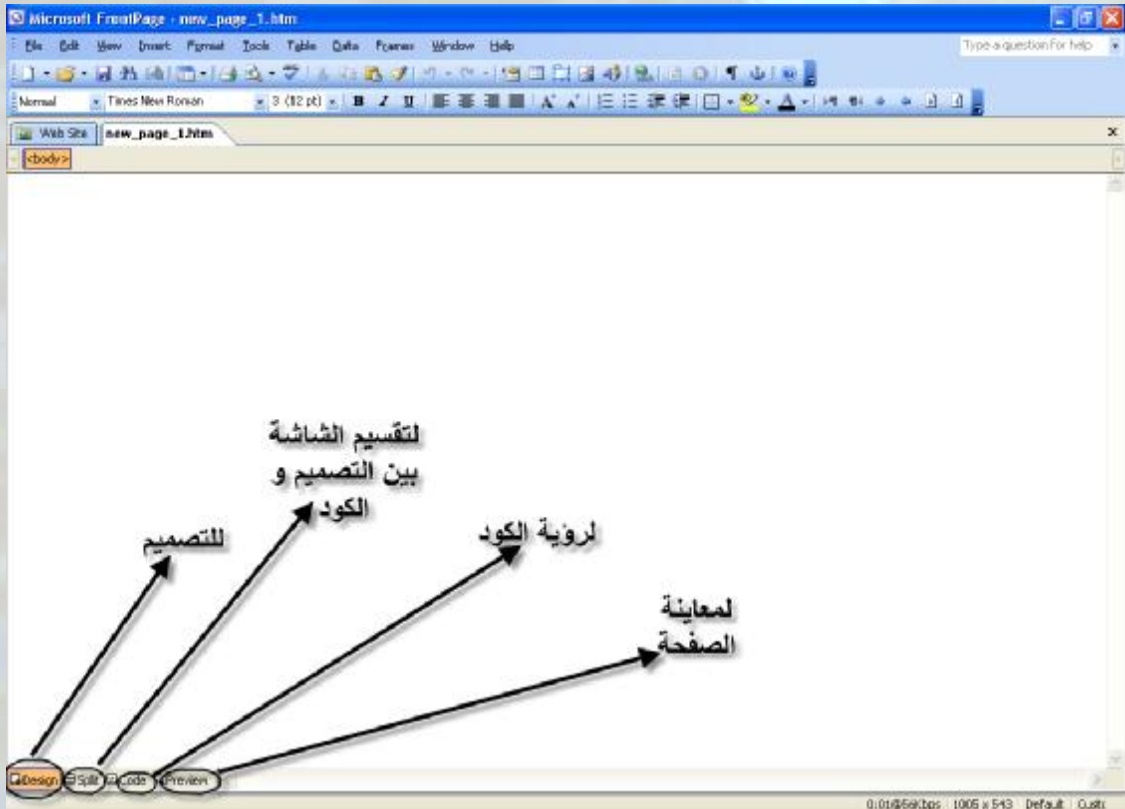 Microsoft FrontPage - new_page_1.htm
File Edit View Insert Format Tools Table Data Frames Window Help
Type a question for help
Normal Times New Roman 3 (12 pt) B I U A A A
Web Site new_page_1.htm
<body>
لتقسيم الشاشة
بين التصميم و
الكود
للتصميم
لرؤية الكود
لمعاينة
الصفحة
Design Split Code Preview
0:01@56Kbps 1005 x 543 Default Custc